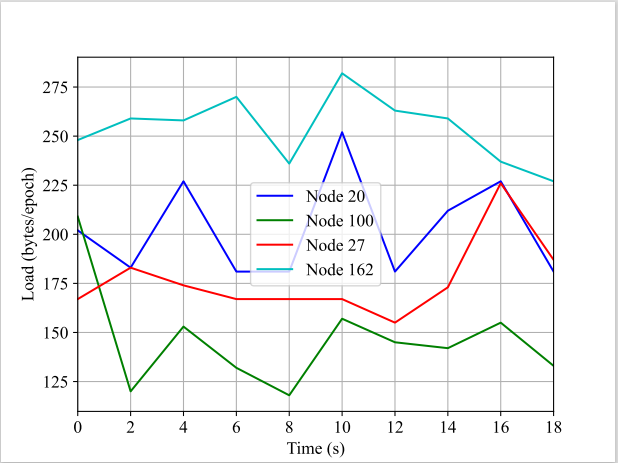 275
250
225
200
175
150
125
Load (bytes/epoch)
Node 20
Node 100
Node 27
Node 162
0 2 4 6 8 10 12 14 16 18
Time (s)